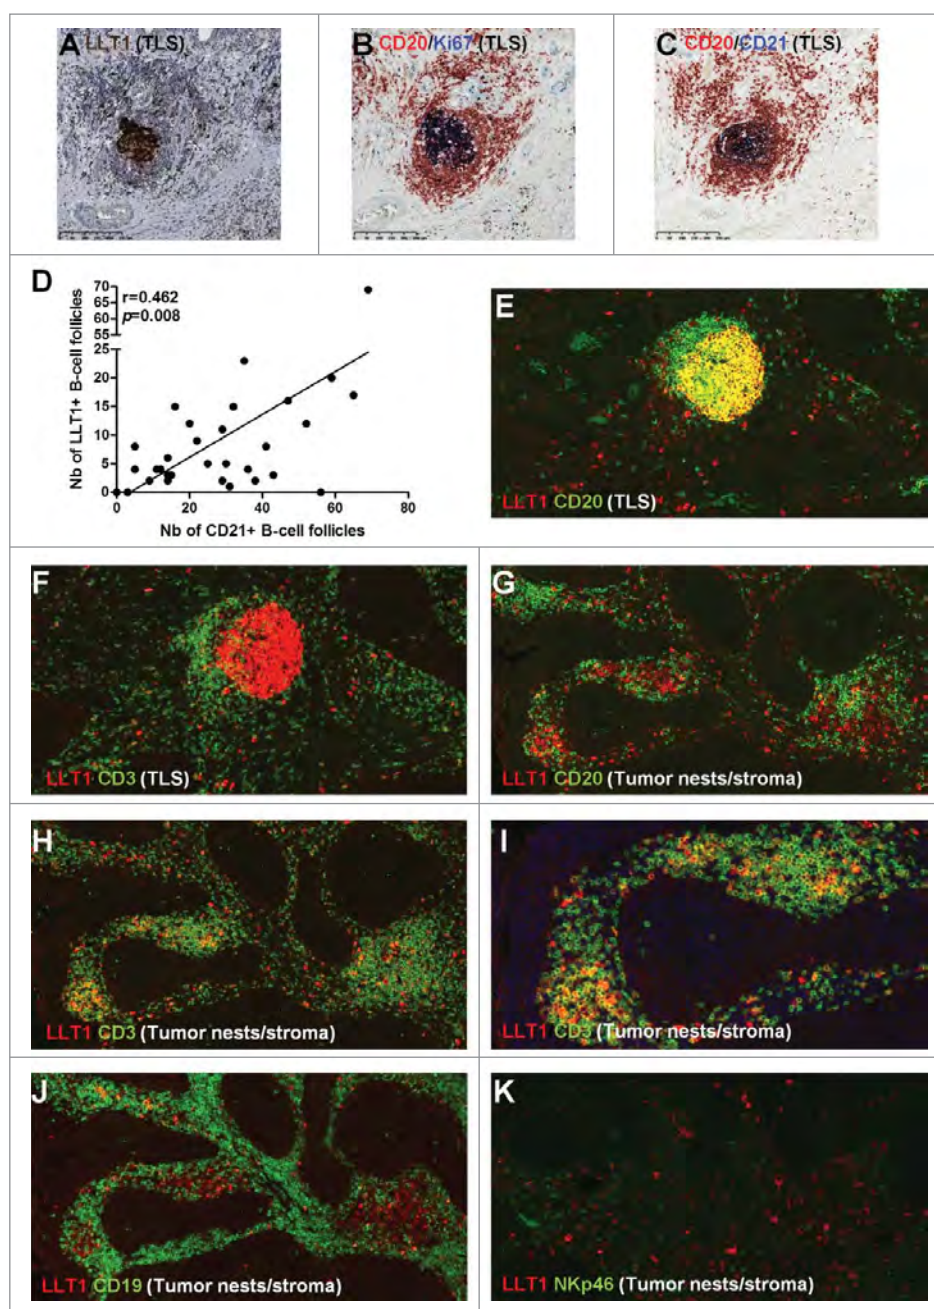 A LLT1 (TLS)
B CD20/Ki67 (TLS)
C CD20/CD21 (TLS)
D
r=0.462
p=0.008
Nb of LLT1+ B-cell follicles
70
65
60
55
25
20
15
10
5
0
0 20 40 60 80
Nb of CD21+ B-cell follicles
E
LLT1 CD20 (TLS)
F
LLT1 CD3 (TLS)
G
LLT1 CD20 (Tumor nests/stroma)
H
LLT1 CD3 (Tumor nests/stroma)
I
LLT1 CD3 (Tumor nests/stroma)
J
LLT1 CD19 (Tumor nests/stroma)
K
LLT1 NKp46 (Tumor nests/stroma)